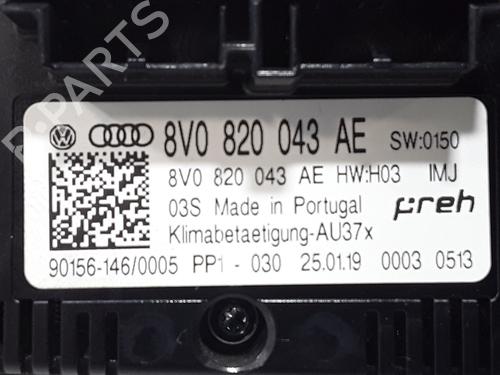 8V0 820 043 AE SW:0150
8V0 820 043 AE HW:H03 IMJ
03S Made in Portugal preh
Klimabetaetigung-AU37x
90156-146/0005 PP1 - 030 25.01.19 0003 0513
B.PARTS